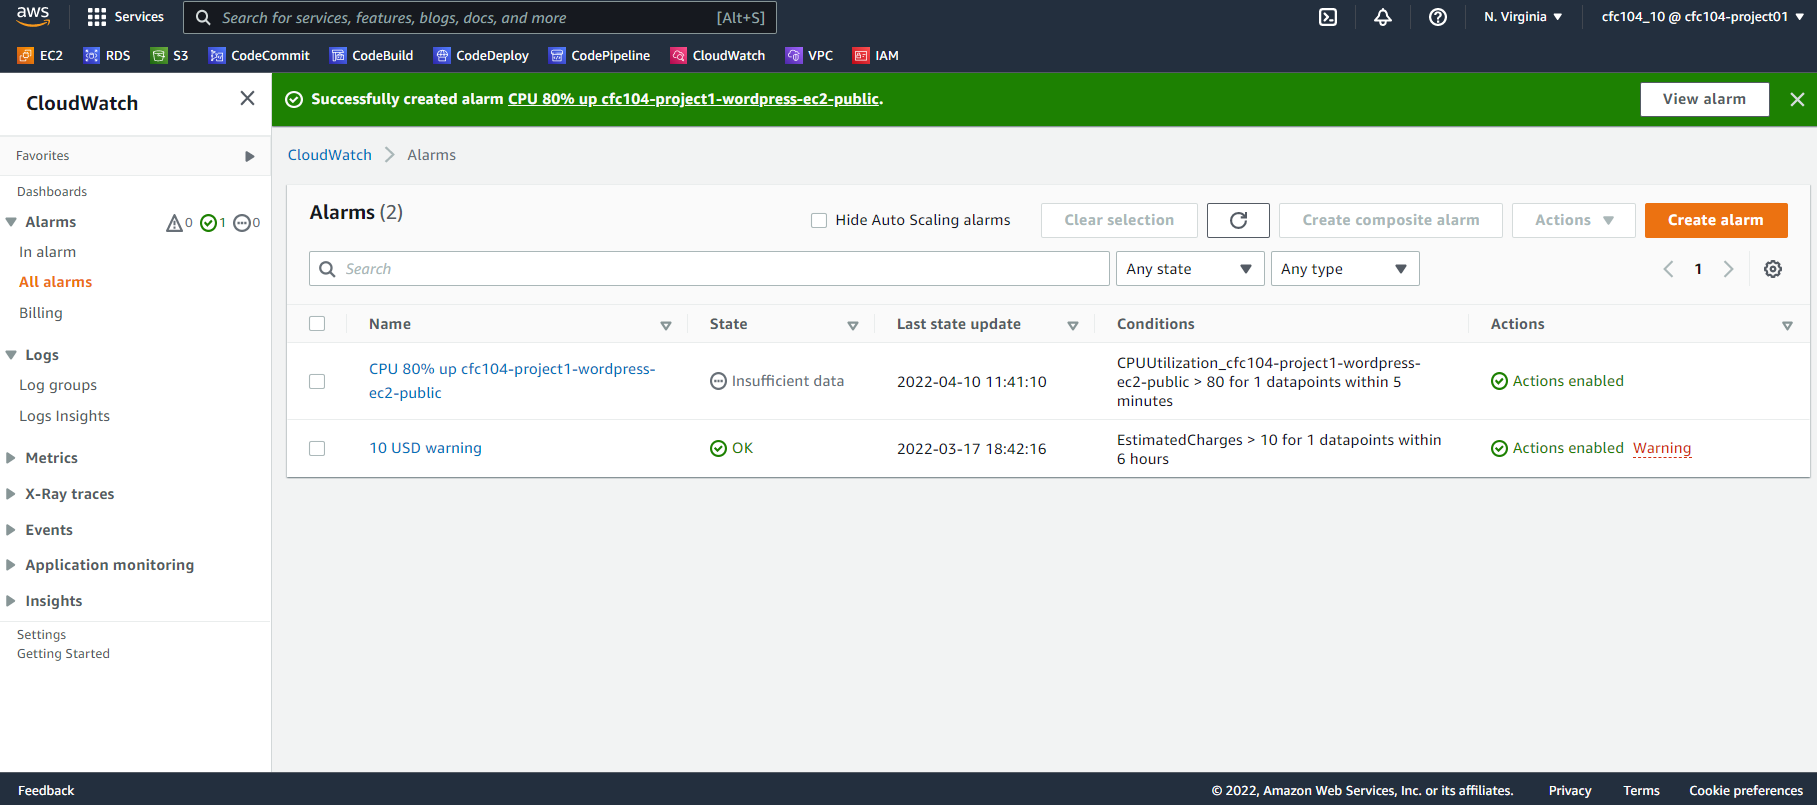 aws
Services
Search for services, features, blogs, docs, and more [Alt+S]
N. Virginia
cfc104_10 @ cfc104-project01
EC2 RDS S3 CodeCommit CodeBuild CodeDeploy CodePipeline CloudWatch VPC IAM
CloudWatch
Favorites
Dashboards
Alarms 0 1 0
In alarm
All alarms
Billing
Logs
Log groups
Logs Insights
Metrics
X-Ray traces
Events
Application monitoring
Insights
Settings
Getting Started
Successfully created alarm CPU 80% up cfc104-project1-wordpress-ec2-public.
View alarm
CloudWatch Alarms
Alarms (2)
Hide Auto Scaling alarms
Clear selection
Create composite alarm
Actions
Create alarm
Search
Any state
Any type
1
Name State Last state update Conditions Actions
CPU 80% up cfc104-project1-wordpress-
ec2-public
Insufficient data
2022-04-10 11:41:10
CPUUtilization_cfc104-project1-wordpress-
ec2-public > 80 for 1 datapoints within 5
minutes
Actions enabled
10 USD warning
OK
2022-03-17 18:42:16
EstimatedCharges > 10 for 1 datapoints within
6 hours
Actions enabled Warning
Feedback
© 2022, Amazon Web Services, Inc. or its affiliates. Privacy Terms Cookie preferences